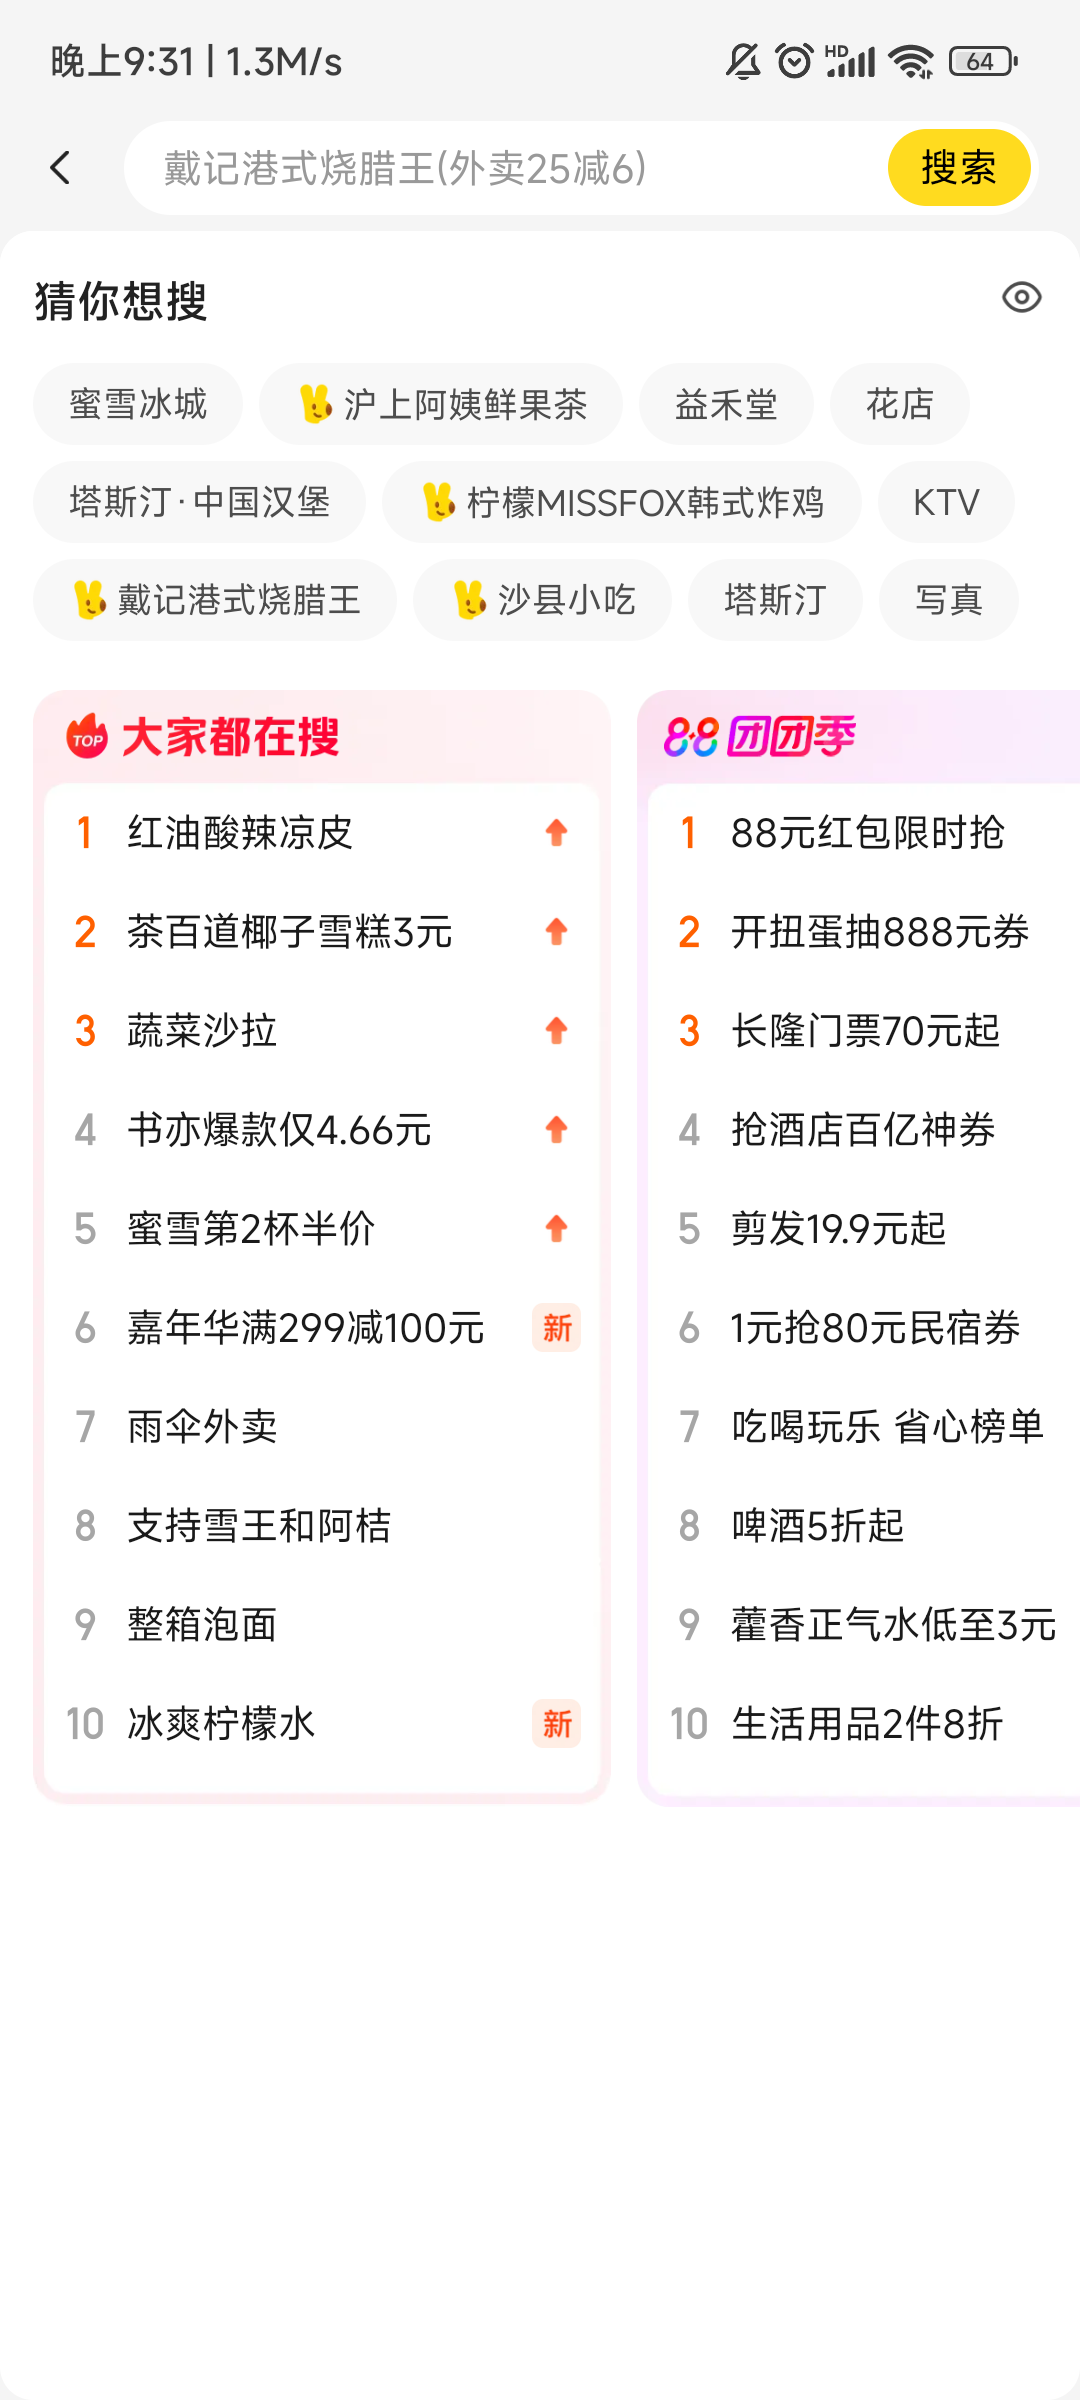 晚上9:31 | 1.3M/s
HD
64
戴记港式烧腊王(外卖25减6)
搜索
猜你想搜
蜜雪冰城
沪上阿姨鲜果茶
益禾堂
花店
塔斯汀·中国汉堡
柠檬MISSFOX韩式炸鸡
KTV
戴记港式烧腊王
沙县小吃
塔斯汀
写真
TOP 大家都在搜
1 红油酸辣凉皮
2 茶百道椰子雪糕3元
3 蔬菜沙拉
4 书亦爆款仅4.66元
5 蜜雪第2杯半价
6 嘉年华满299减100元 新
7 雨伞外卖
8 支持雪王和阿桔
9 整箱泡面
10 冰爽柠檬水 新
88团团季
1 88元红包限时抢
2 开扭蛋抽888元券
3 长隆门票70元起
4 抢酒店百亿神券
5 剪发19.9元起
6 1元抢80元民宿券
7 吃喝玩乐 省心榜单
8 啤酒5折起
9 藿香正气水低至3元
10 生活用品2件8折